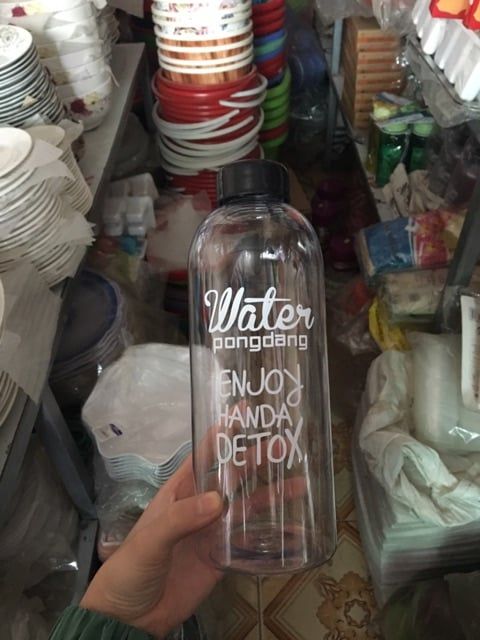 Water
pongdang
ENJOY
HANDA
DETOX